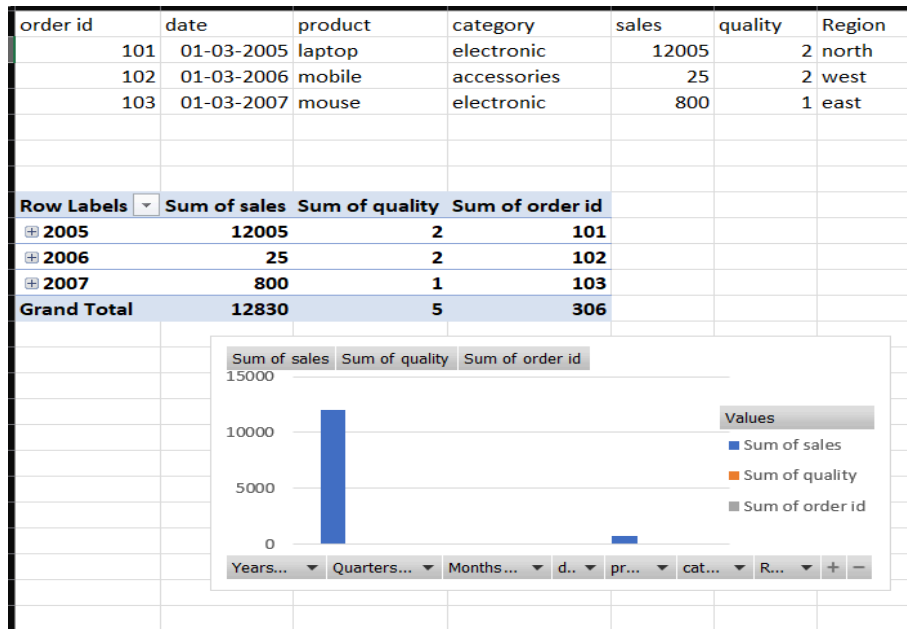 order id date product category sales quality Region
101 01-03-2005 laptop electronic 12005 2 north
102 01-03-2006 mobile accessories 25 2 west
103 01-03-2007 mouse electronic 800 1 east
Row Labels Sum of sales Sum of quality Sum of order id
2005 12005 2 101
2006 25 2 102
2007 800 1 103
Grand Total 12830 5 306
Sum of sales Sum of quality Sum of order id
15000
10000
5000
0
Values
Sum of sales
Sum of quality
Sum of order id
Years... Quarters... Months... d.. pr... cat... R...